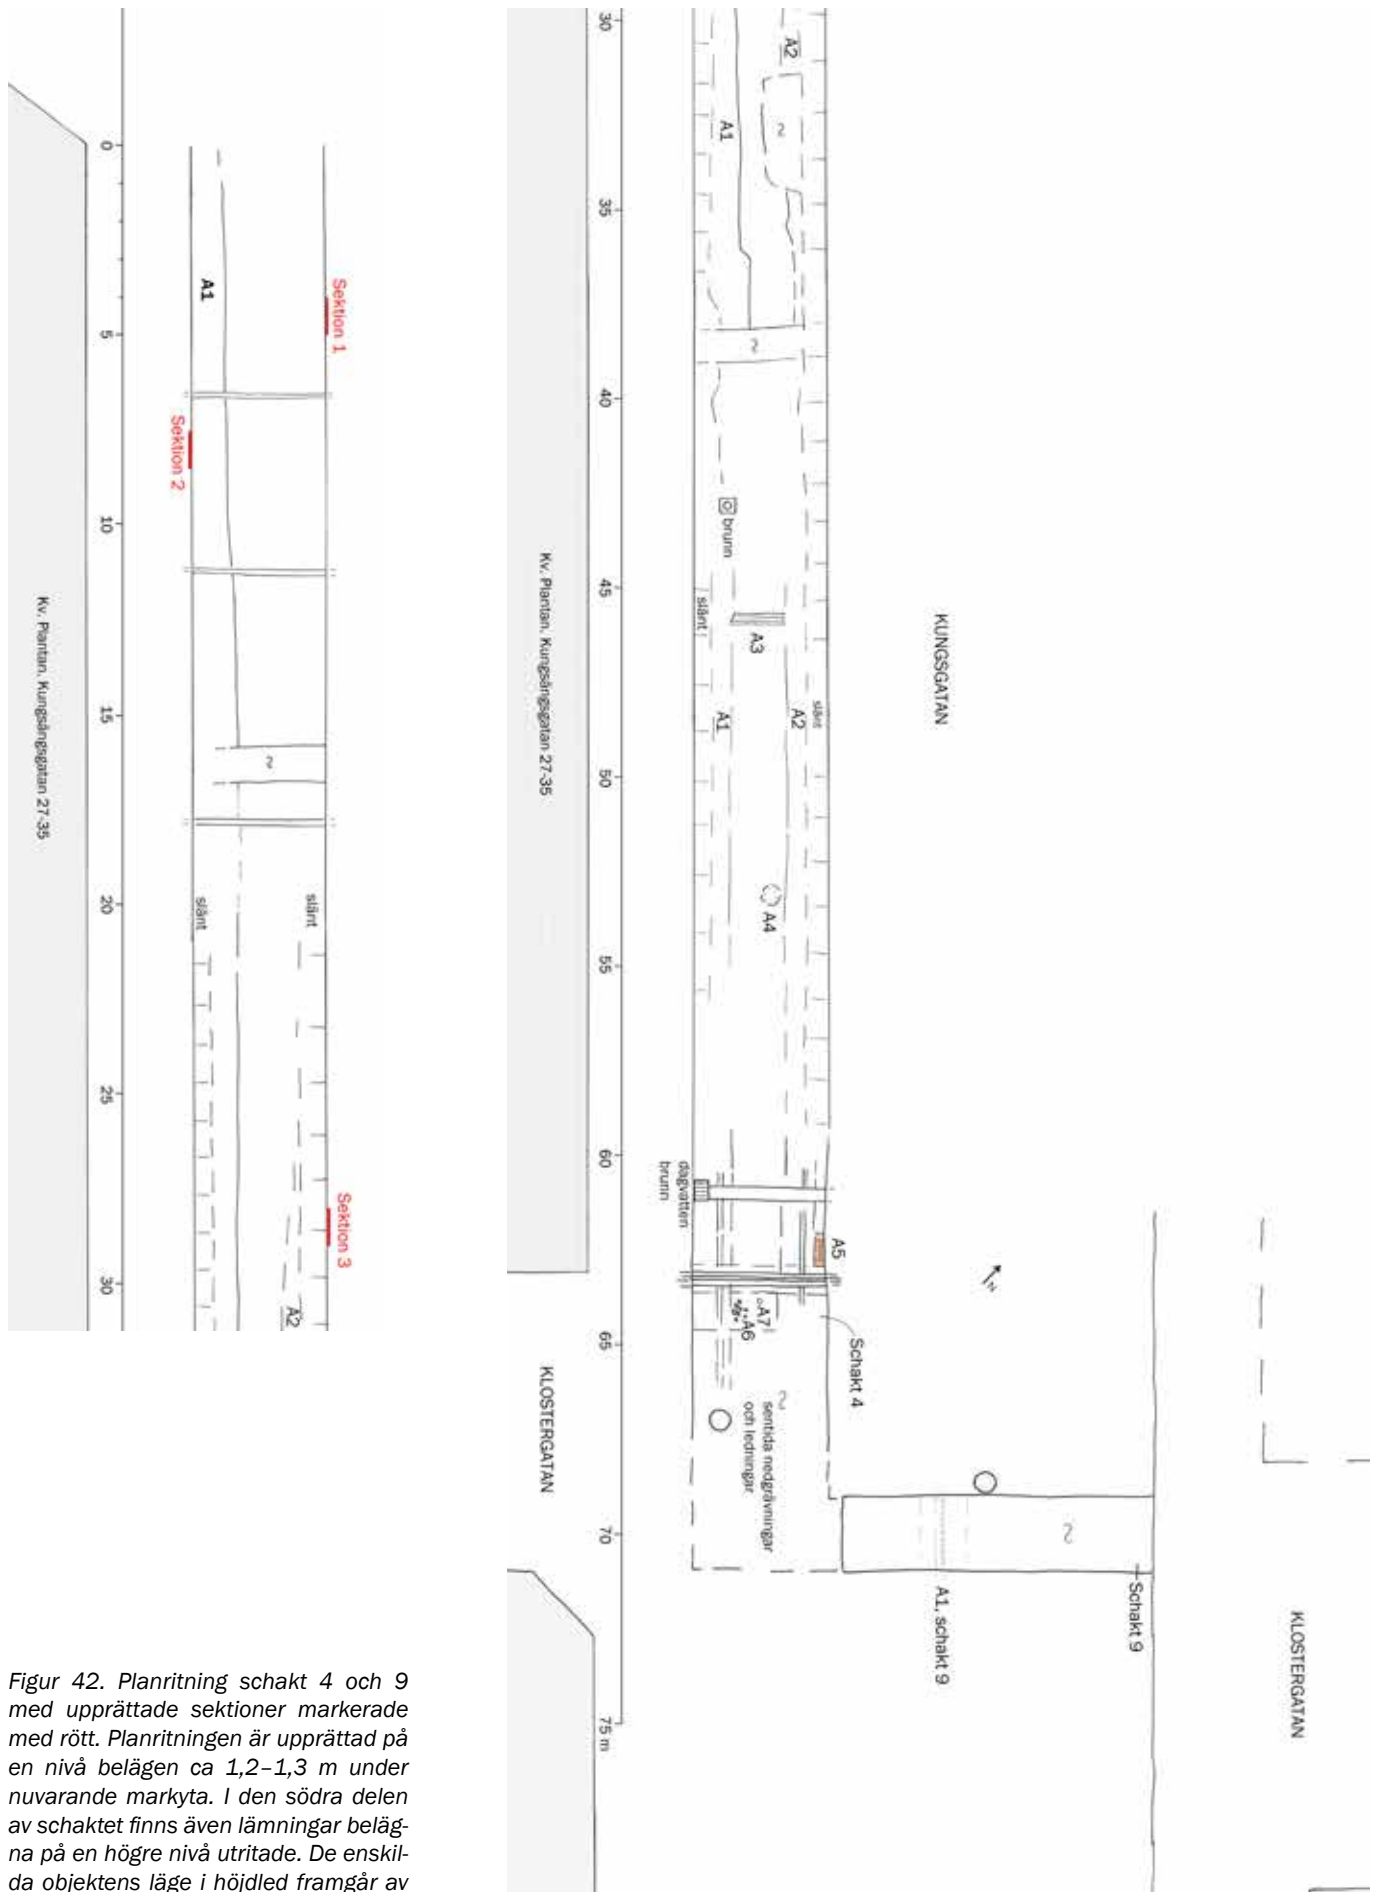 0
5
10
15
20
25
30
A1
Sektion 1
Sektion 2
slänt
slänt
Sektion 3
A2
Kv. Plantan, Kungsängsgatan 27-35
30
35
40
45
50
55
60
65
70
75 m
A2
A1
brunn
slänt
A3
A1
A2
slänt
A4
KUNGSGATAN
Kv. Plantan, Kungsängsgatan 27-35
dagvatten
brunn
A5
A7
A6
N
Schakt 4
sentida nedgrävningar
och ledningar
KLOSTERGATAN
A1, schakt 9
Schakt 9
KLOSTERGATAN
Figur 42. Planritning schakt 4 och 9
med upprättade sektioner markerade
med rött. Planritningen är upprättad på
en nivå belägen ca 1,2–1,3 m under
nuvarande markyta. I den södra delen
av schaktet finns även lämningar beläg-
na på en högre nivå utritade. De enskil-
da objektens läge i höjdled framgår av